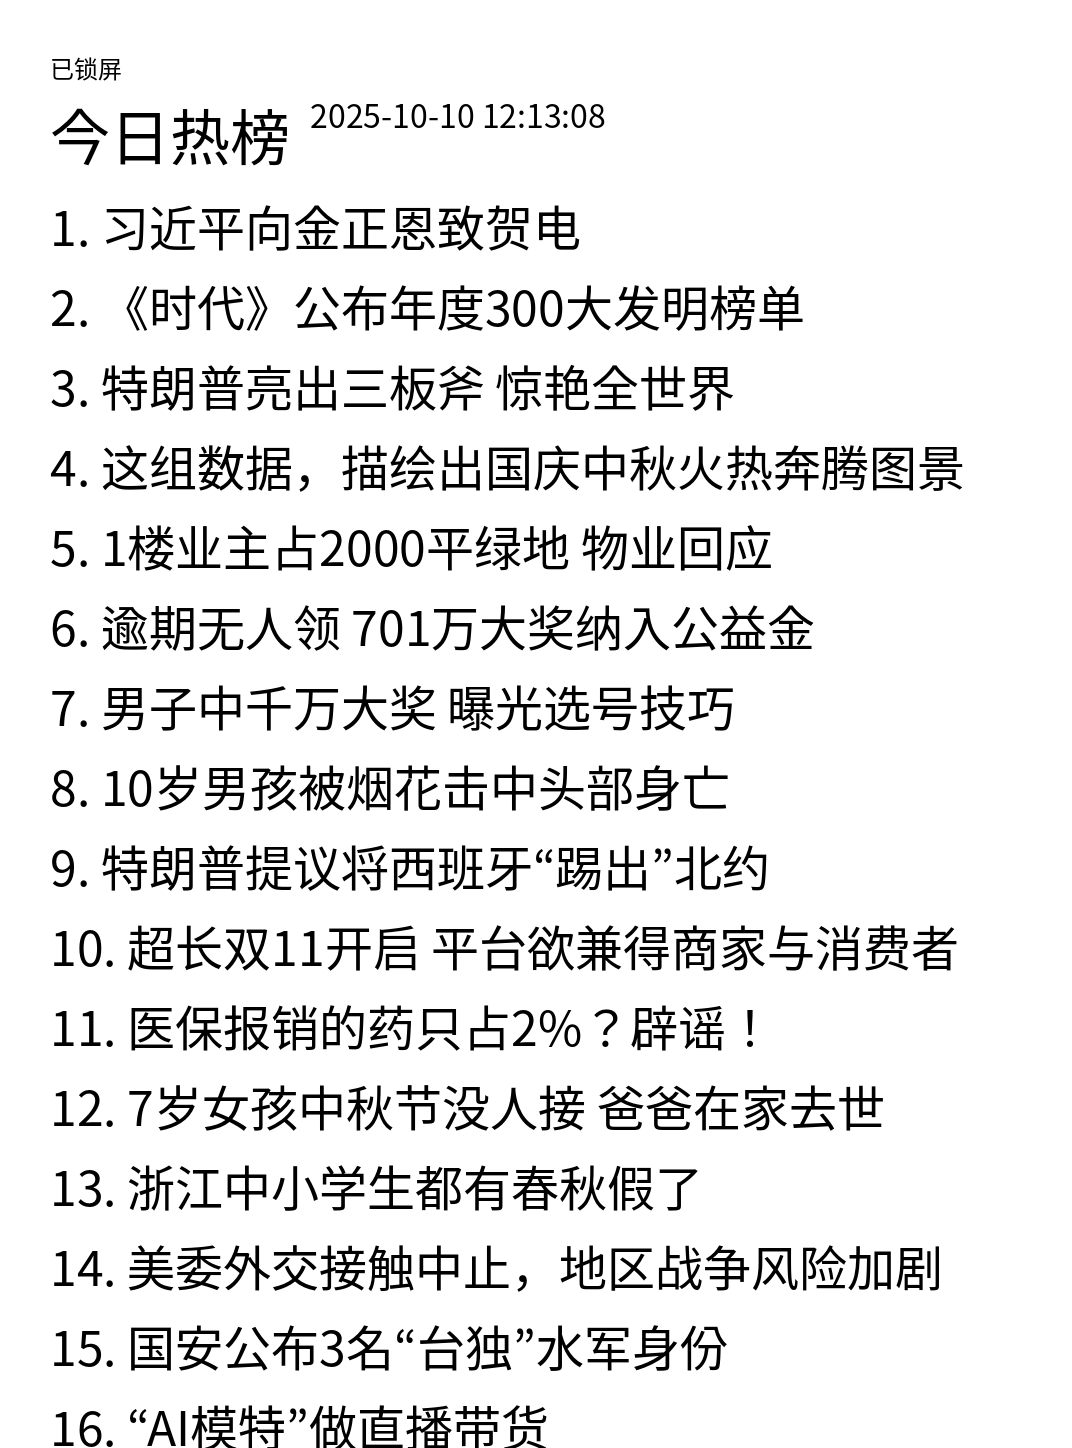 已锁屏
今日热榜 2025-10-10 12:13:08
1. 习近平向金正恩致贺电
2. 《时代》公布年度300大发明榜单
3. 特朗普亮出三板斧 惊艳全世界
4. 这组数据，描绘出国庆中秋火热奔腾图景
5. 1楼业主占2000平绿地 物业回应
6. 逾期无人领 701万大奖纳入公益金
7. 男子中千万大奖 曝光选号技巧
8. 10岁男孩被烟花击中头部身亡
9. 特朗普提议将西班牙“踢出”北约
10. 超长双11开启 平台欲兼得商家与消费者
11. 医保报销的药只占2%？辟谣！
12. 7岁女孩中秋节没人接 爸爸在家去世
13. 浙江中小学生都有春秋假了
14. 美委外交接触中止，地区战争风险加剧
15. 国安公布3名“台独”水军身份
16. “AI模特”做直播带货